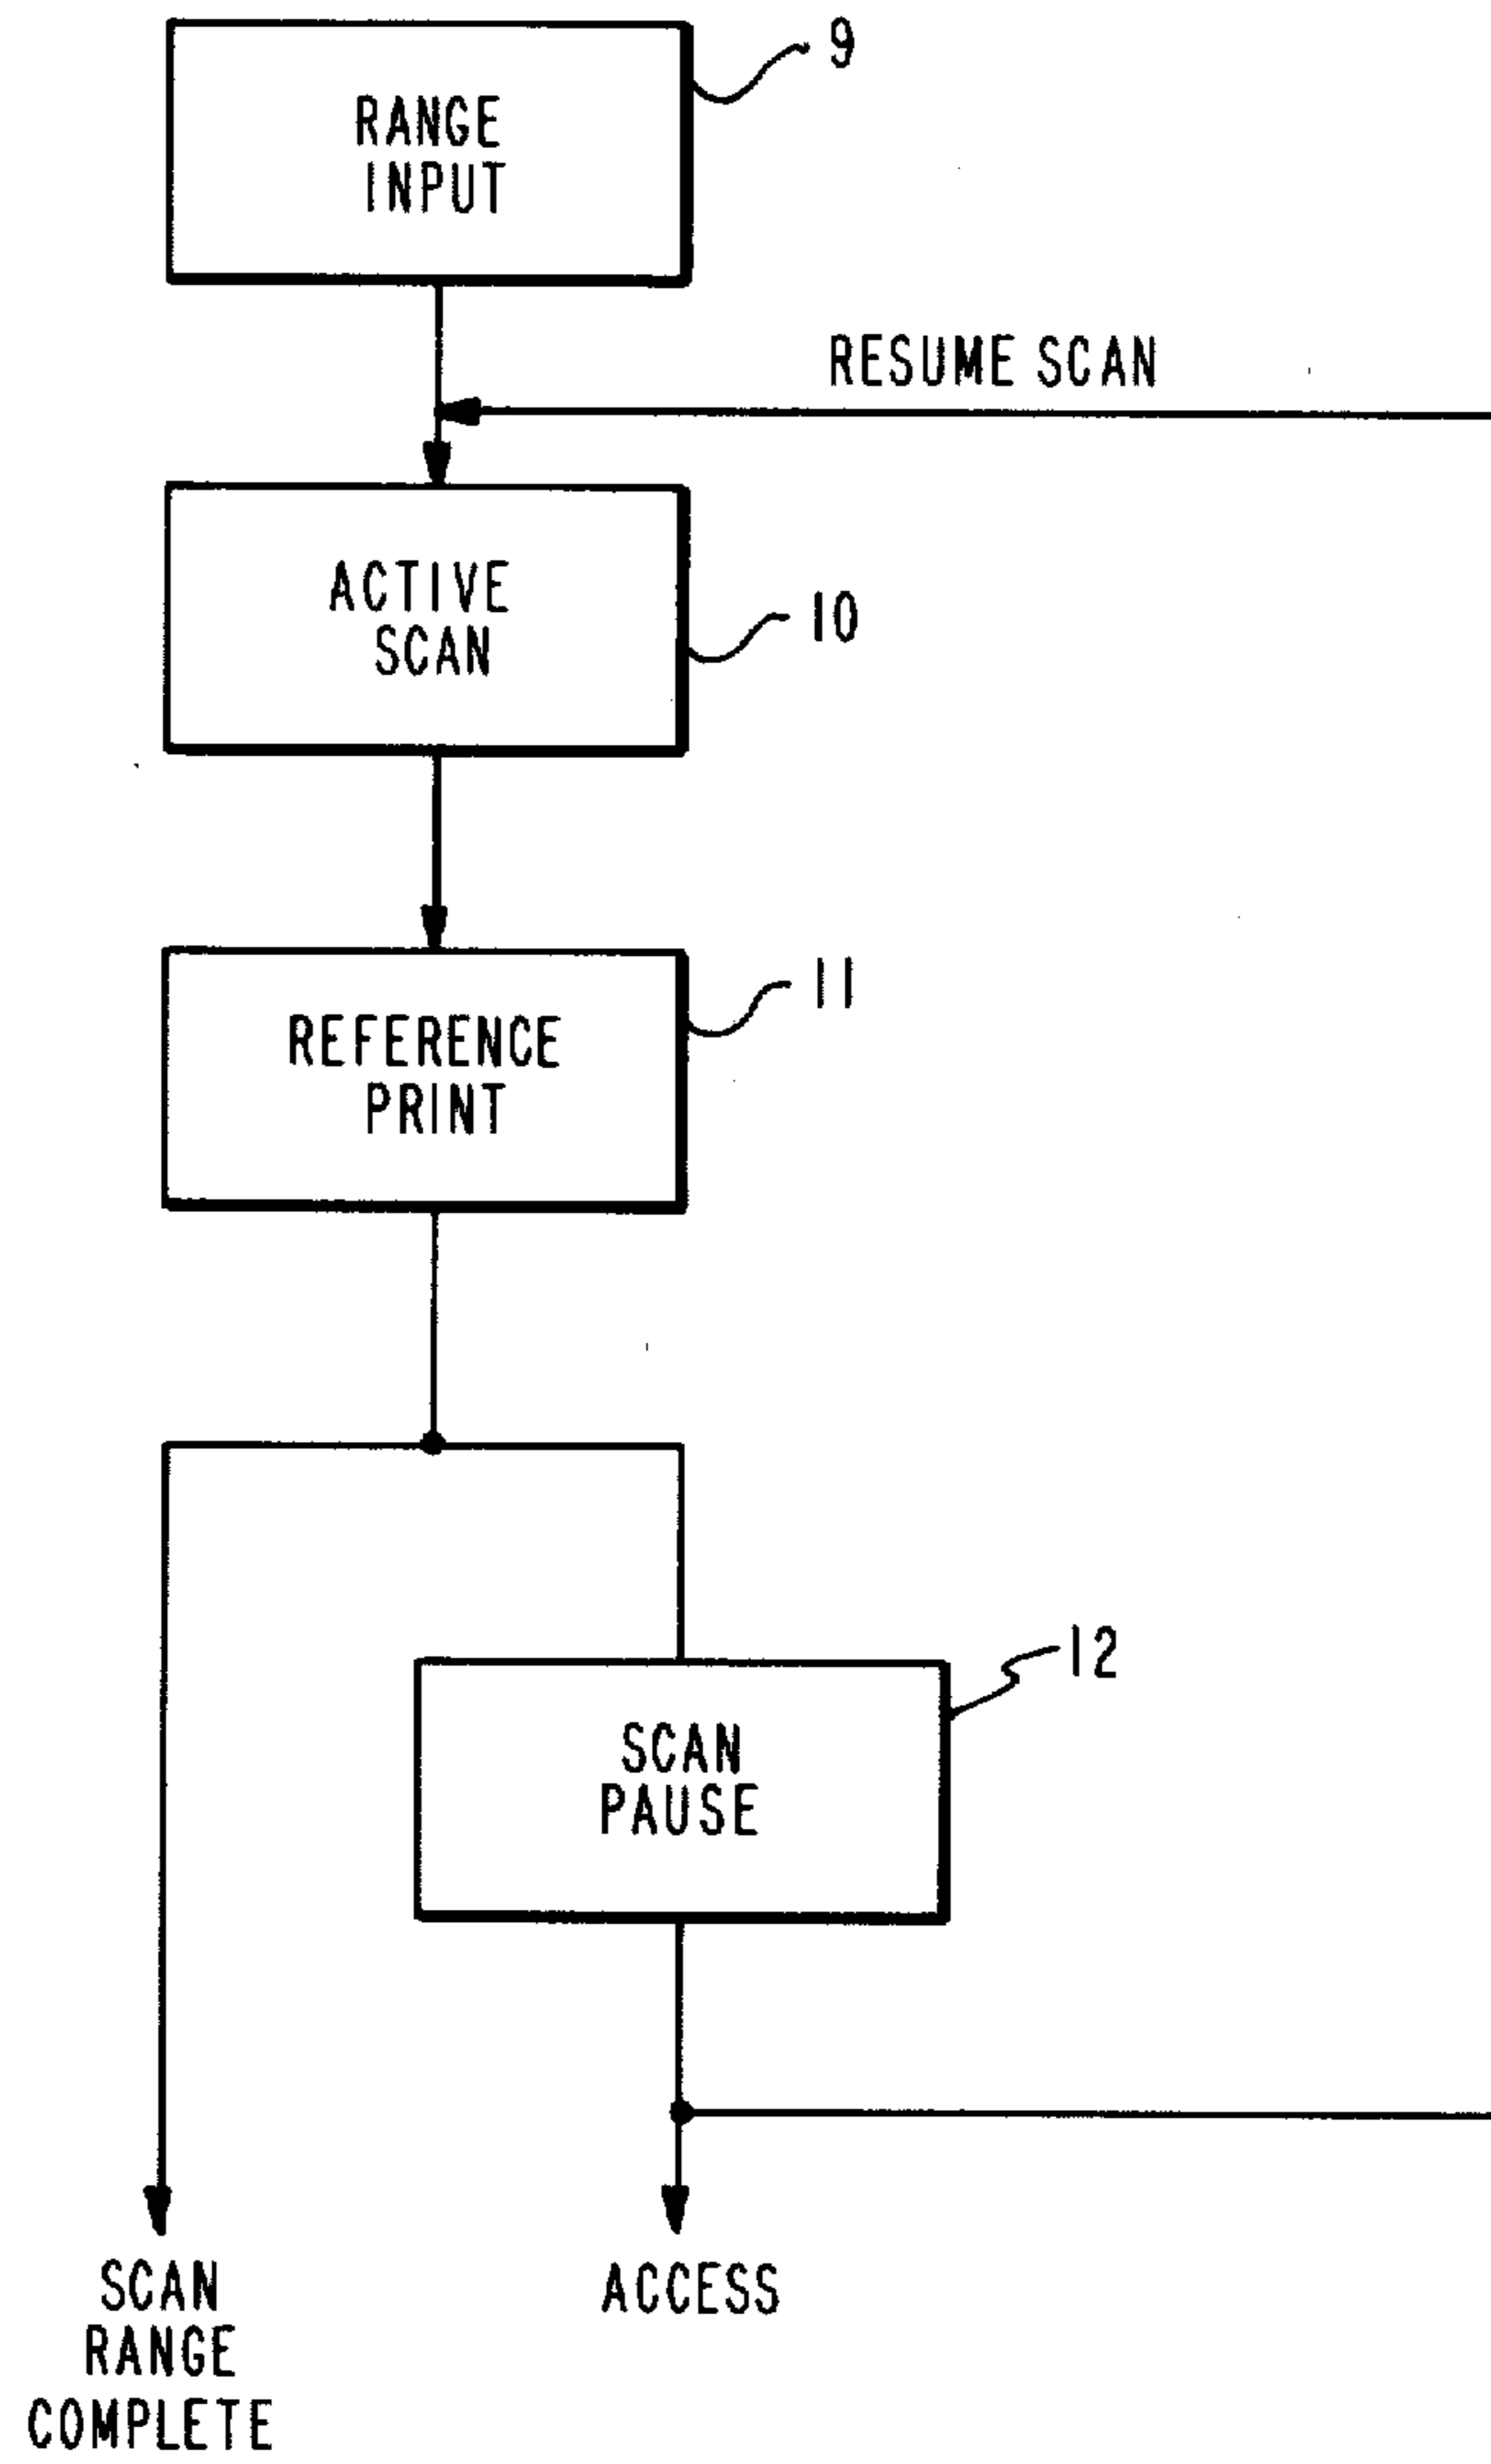 9
RANGE
INPUT
RESUME SCAN
ACTIVE
SCAN
10
REFERENCE
PRINT
11
12
SCAN
PAUSE
SCAN
RANGE
COMPLETE
ACCESS